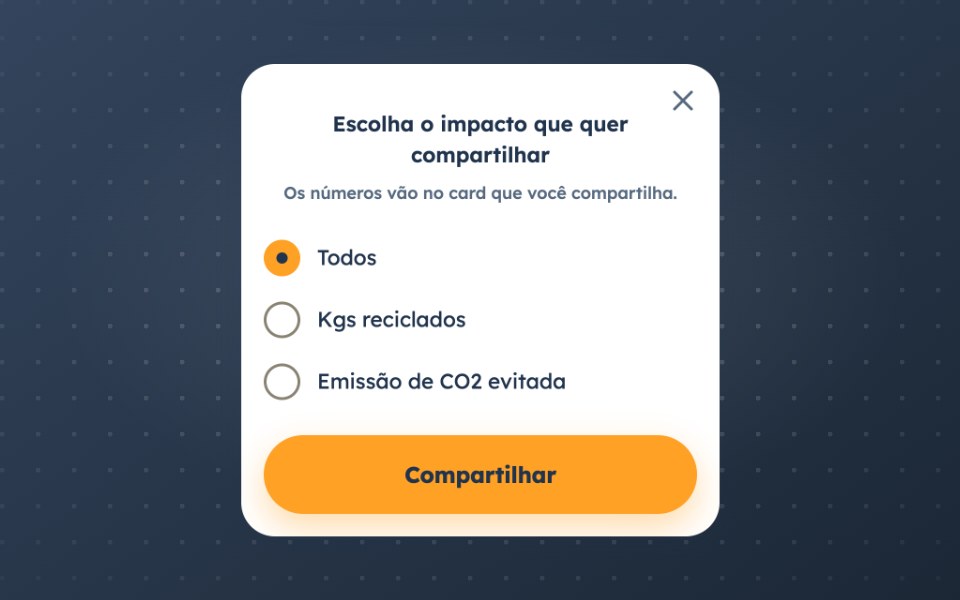 Escolha o impacto que quer
compartilhar
Os números vão no card que você compartilha.
Todos
Kgs reciclados
Emissão de CO2 evitada
Compartilhar